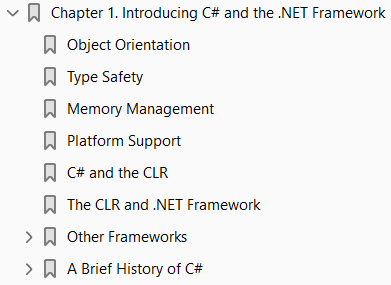 Chapter 1. Introducing C# and the .NET Framework
Object Orientation
Type Safety
Memory Management
Platform Support
C# and the CLR
The CLR and .NET Framework
Other Frameworks
A Brief History of C#